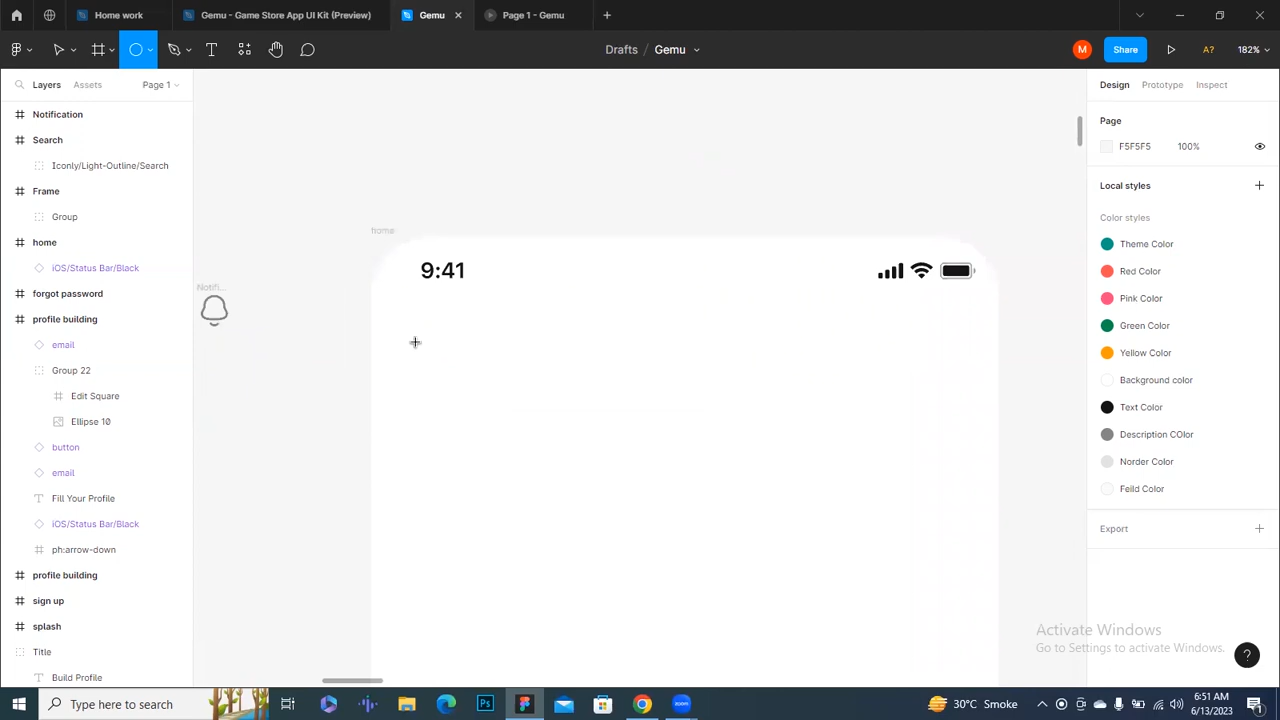 Home work
Gemu - Game Store App UI Kit (Preview)
Gemu
Page 1 - Gemu
Drafts / Gemu
M
Share
A?
182%
Layers
Assets
Page 1
Notification
Search
Iconly/Light-Outline/Search
Frame
Group
home
iOS/Status Bar/Black
forgot password
profile building
email
Group 22
Edit Square
Ellipse 10
button
email
Fill Your Profile
iOS/Status Bar/Black
ph:arrow-down
profile building
sign up
splash
Title
Build Profile
home
9:41
Notifi...
Design
Prototype
Inspect
Page
F5F5F5
100%
Local styles
Color styles
Theme Color
Red Color
Pink Color
Green Color
Yellow Color
Background color
Text Color
Description COlor
Norder Color
Feild Color
Export
Activate Windows
Go to Settings to activate Windows.
?
Type here to search
Ps
30°C Smoke
6:51 AM
6/13/2023